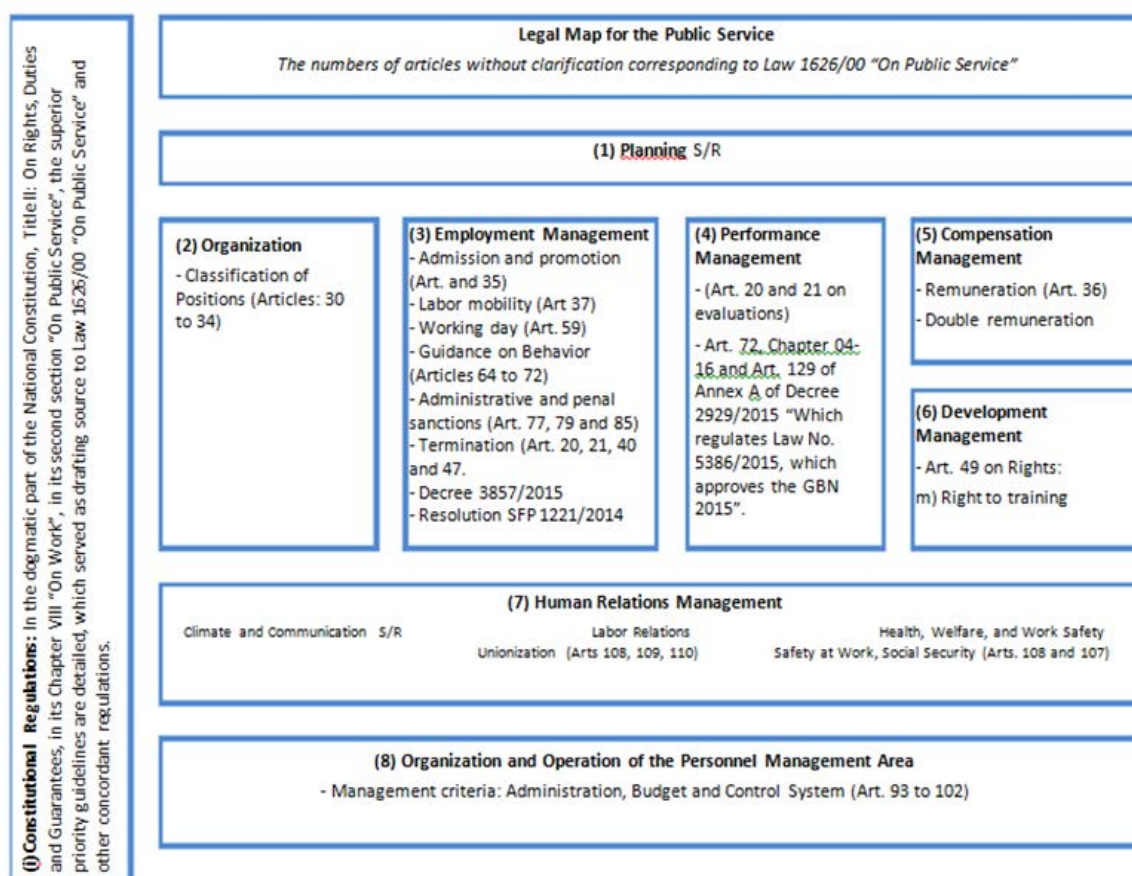 (i) Constitutional Regulations: In the dogmatic part of the National Constitution, Title II: On Rights, Duties
and Guarantees, in its Chapter VIII "On Work", in its second section "On Public Service", the superior
priority guidelines are detailed, which served as drafting source to Law 1626/00 "On Public Service" and
other concordant regulations.
Legal Map for the Public Service
The numbers of articles without clarification corresponding to Law 1626/00 "On Public Service"
(1) Planning S/R
(2) Organization
- Classification of
Positions (Articles: 30
to 34)
(3) Employment Management
- Admission and promotion
(Art. and 35)
- Labor mobility (Art 37)
- Working day (Art. 59)
- Guidance on Behavior
(Articles 64 to 72)
- Administrative and penal
sanctions (Art. 77, 79 and 85)
- Termination (Art. 20, 21, 40
and 47.
- Decree 3857/2015
- Resolution SFP 1221/2014
(4) Performance
Management
- (Art. 20 and 21 on
evaluations)
- Art. 72, Chapter 04-
16 and Art. 129 of
Annex A of Decree
2929/2015 "Which
regulates Law No.
5386/2015, which
approves the GBN
2015".
(5) Compensation
Management
- Remuneration (Art. 36)
- Double remuneration
(6) Development
Management
- Art. 49 on Rights:
m) Right to training
(7) Human Relations Management
Climate and Communication S/R
Labor Relations
Unionization (Arts 108, 109, 110)
Health, Welfare, and Work Safety
Safety at Work, Social Security (Arts. 108 and 107)
(8) Organization and Operation of the Personnel Management Area
- Management criteria: Administration, Budget and Control System (Art. 93 to 102)